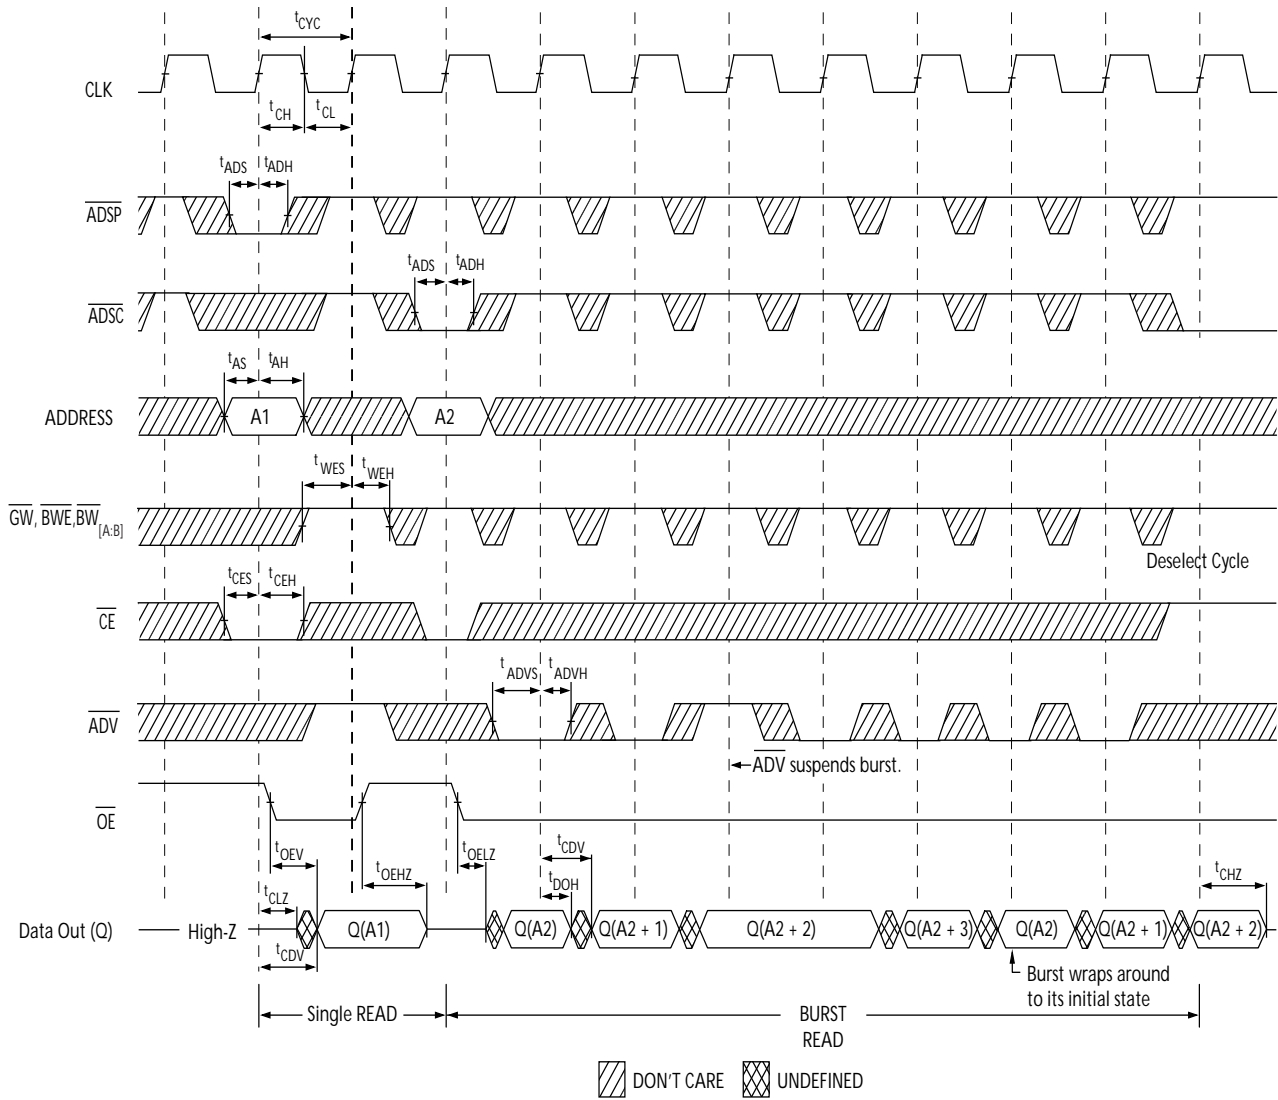 tCYC
CLK
tCH tCL
tADS tADH
ADSP
tADS tADH
ADSC
tAS tAH
ADDRESS A1 A2
tWES tWEH
GW, BWE,BW[A:B]
Deselect Cycle
tCES tCEH
CE
tADVS tADVH
ADV
ADV suspends burst.
OE
tOEV tOEHZ tOELZ tCDV tCHZ
tCLZ tDOH
Data Out (Q) High-Z Q(A1) Q(A2) Q(A2 + 1) Q(A2 + 2) Q(A2 + 3) Q(A2) Q(A2 + 1) Q(A2 + 2)
tCDV
Burst wraps around
to its initial state
Single READ BURST
READ
DON'T CARE UNDEFINED